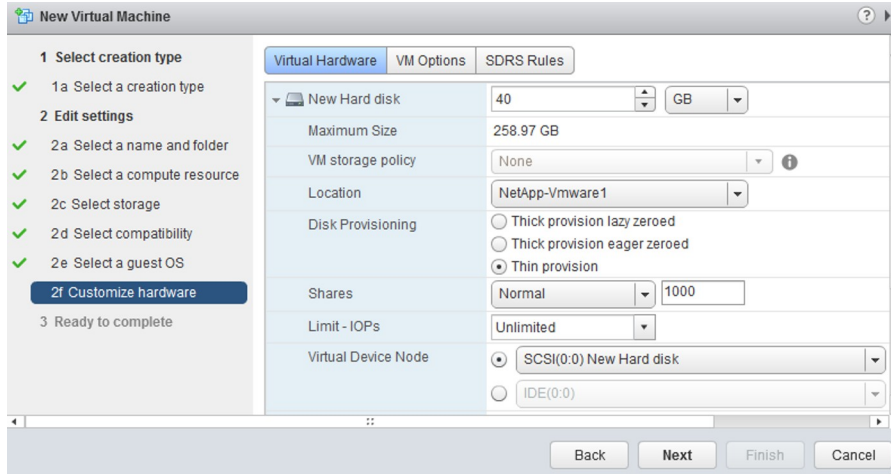 New Virtual Machine
?
1 Select creation type
1a Select a creation type
2 Edit settings
2a Select a name and folder
2b Select a compute resource
2c Select storage
2d Select compatibility
2e Select a guest OS
2f Customize hardware
3 Ready to complete
Virtual Hardware VM Options SDRS Rules
New Hard disk 40 GB
Maximum Size 258.97 GB
VM storage policy None
Location NetApp-Vmware1
Disk Provisioning Thick provision lazy zeroed
Thick provision eager zeroed
Thin provision
Shares Normal 1000
Limit - IOPs Unlimited
Virtual Device Node SCSI(0:0) New Hard disk
IDE(0:0)
Back Next Finish Cancel